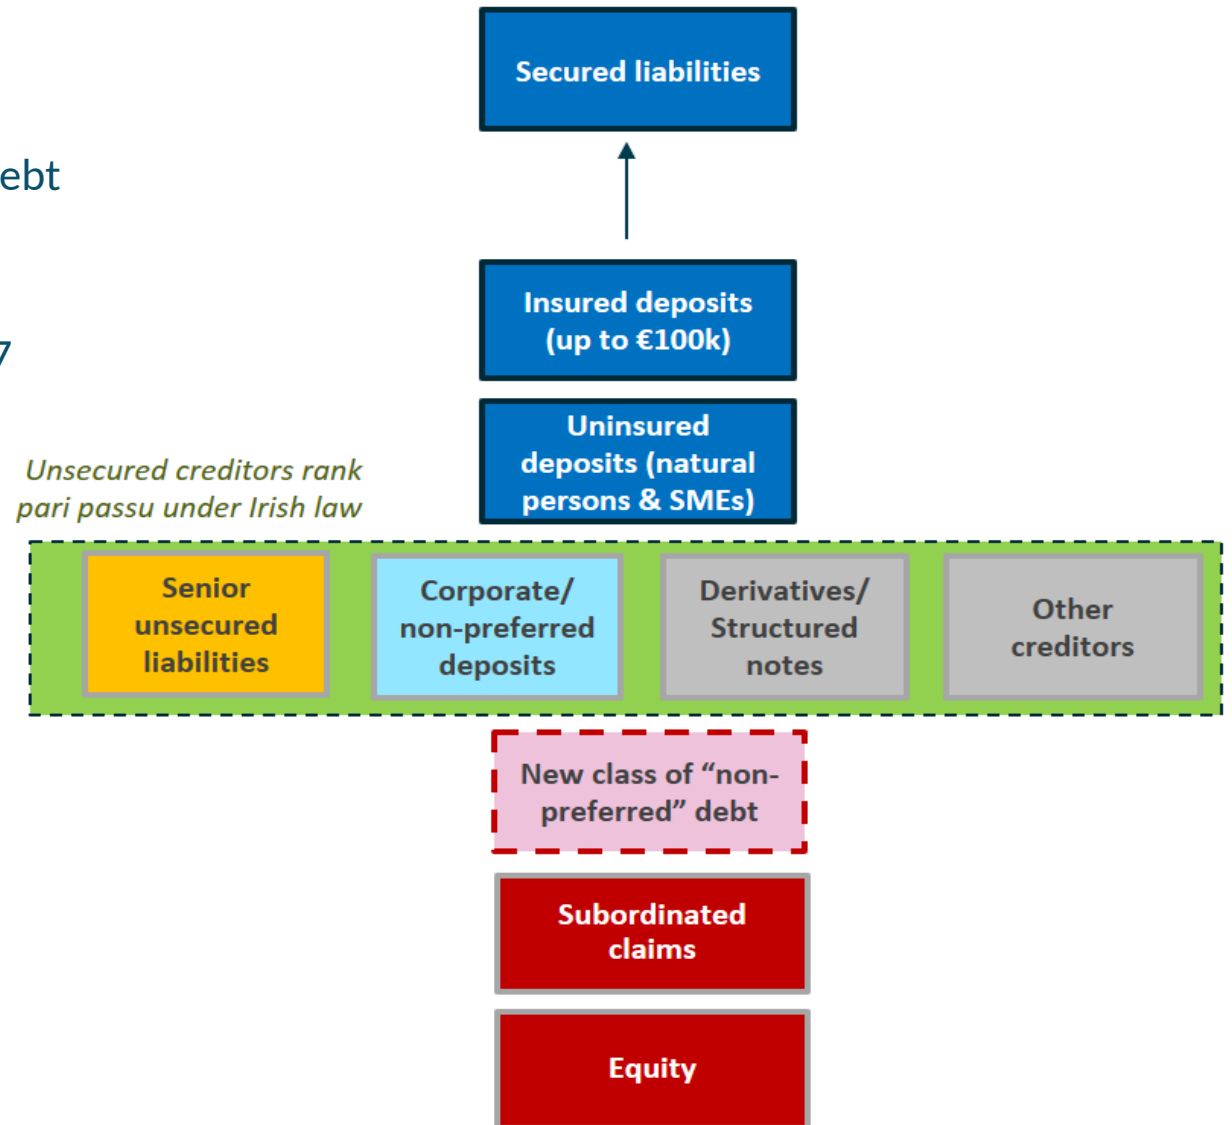 Secured liabilities
ebt
Insured deposits
(up to €100k)
7
Uninsured
deposits (natural
persons & SMEs)
Unsecured creditors rank
pari passu under Irish law
Senior
unsecured
liabilities
Corporate/
non-preferred
deposits
Derivatives/
Structured
notes
Other
creditors
New class of “non-
preferred” debt
Subordinated
claims
Equity